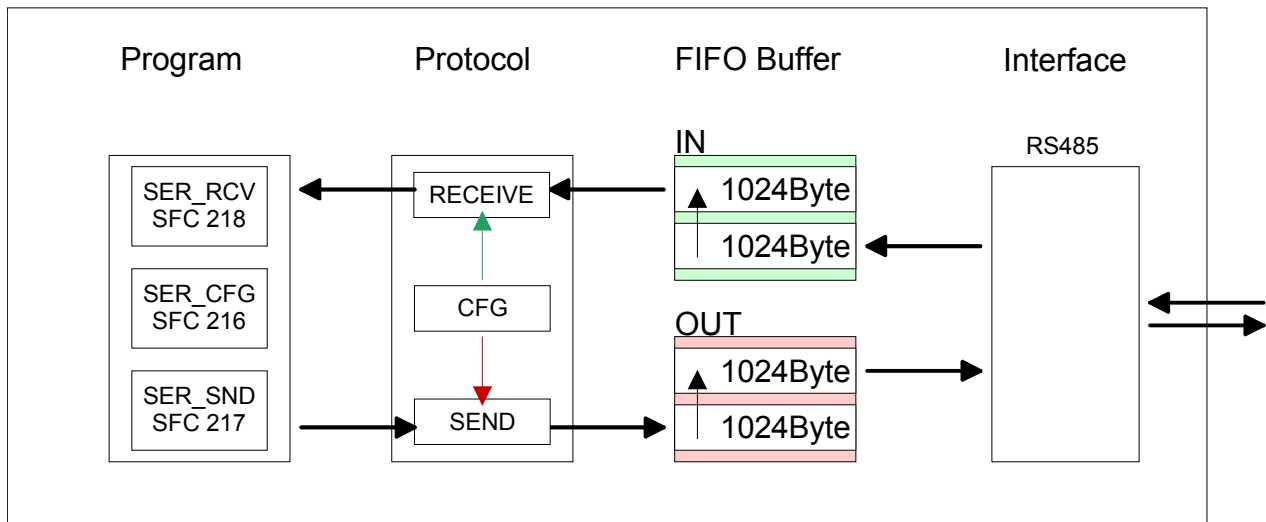 Program
Protocol
FIFO Buffer
Interface
SER_RCV
SFC 218
SER_CFG
SFC 216
SER_SND
SFC 217
RECEIVE
CFG
SEND
IN
1024Byte
1024Byte
OUT
1024Byte
1024Byte
RS485